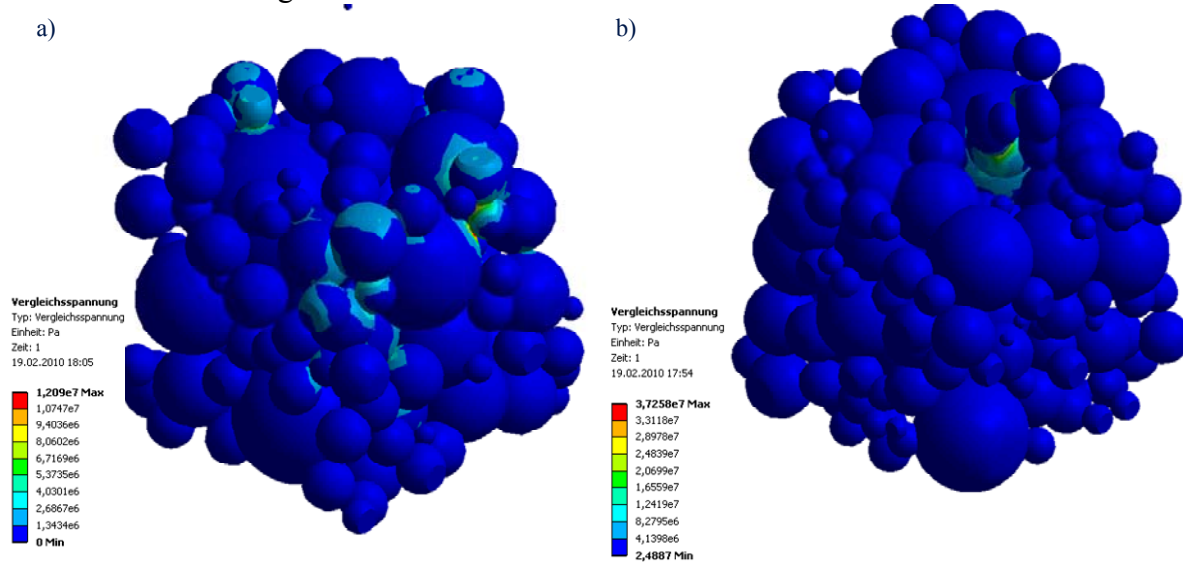 a)
b)
Vergleichsspannung
Typ: Vergleichsspannung
Einheit: Pa
Zeit: 1
19.02.2010 18:05
1,209e7 Max
1,0747e7
9,4036e6
8,0602e6
6,7169e6
5,3735e6
4,0301e6
2,6867e6
1,3434e6
0 Min
Vergleichsspannung
Typ: Vergleichsspannung
Einheit: Pa
Zeit: 1
19.02.2010 17:54
3,7258e7 Max
3,3118e7
2,8978e7
2,4839e7
2,0699e7
1,6559e7
1,2419e7
8,2795e6
4,1398e6
2,4887 Min